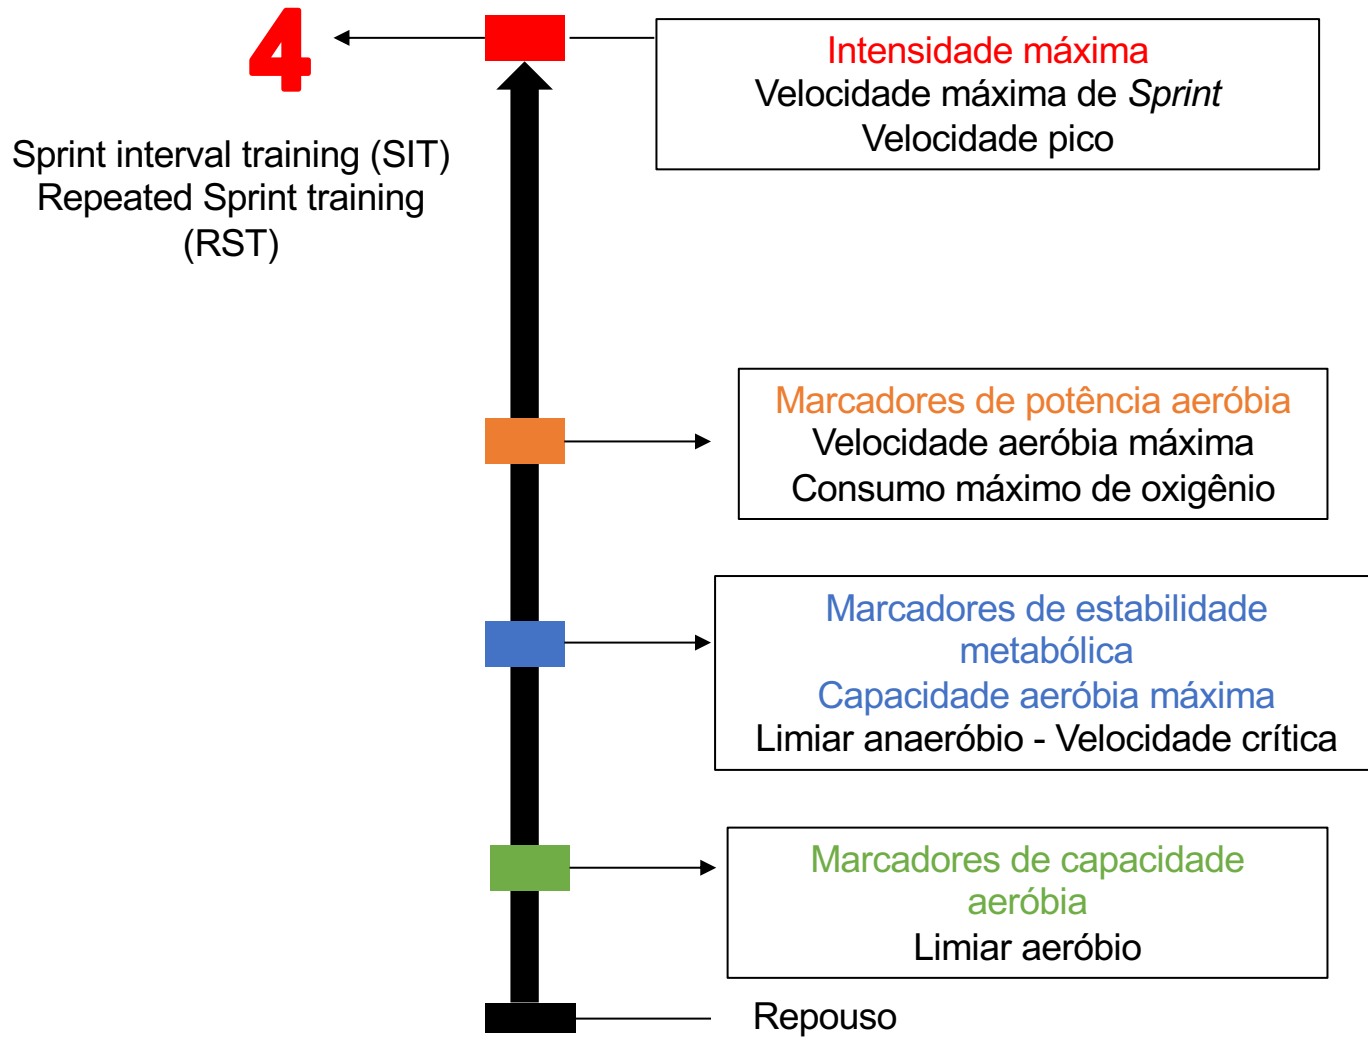 4
Sprint interval training (SIT)
Repeated Sprint training
(RST)
Intensidade máxima
Velocidade máxima de Sprint
Velocidade pico
Marcadores de potência aeróbia
Velocidade aeróbia máxima
Consumo máximo de oxigênio
Marcadores de estabilidade
metabólica
Capacidade aeróbia máxima
Limiar anaeróbio - Velocidade crítica
Marcadores de capacidade
aeróbia
Limiar aeróbio
Repouso